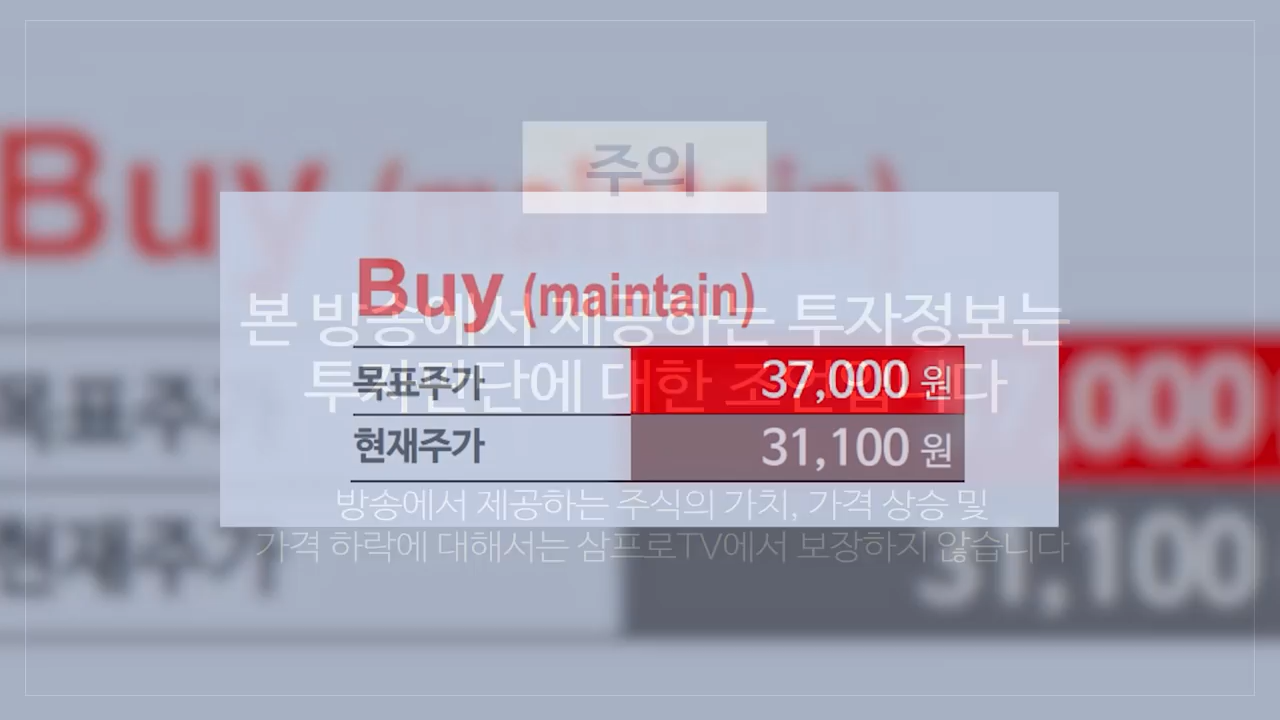 주의
Buy (maintain)
본 방송에서 제공하는 투자정보는
목표주가 37,000 원
투자판단에 대한 조언입니다
현재주가 31,100 원
방송에서 제공하는 주식의 가치, 가격 상승 및
가격 하락에 대해서는 삼프로TV에서 보장하지 않습니다